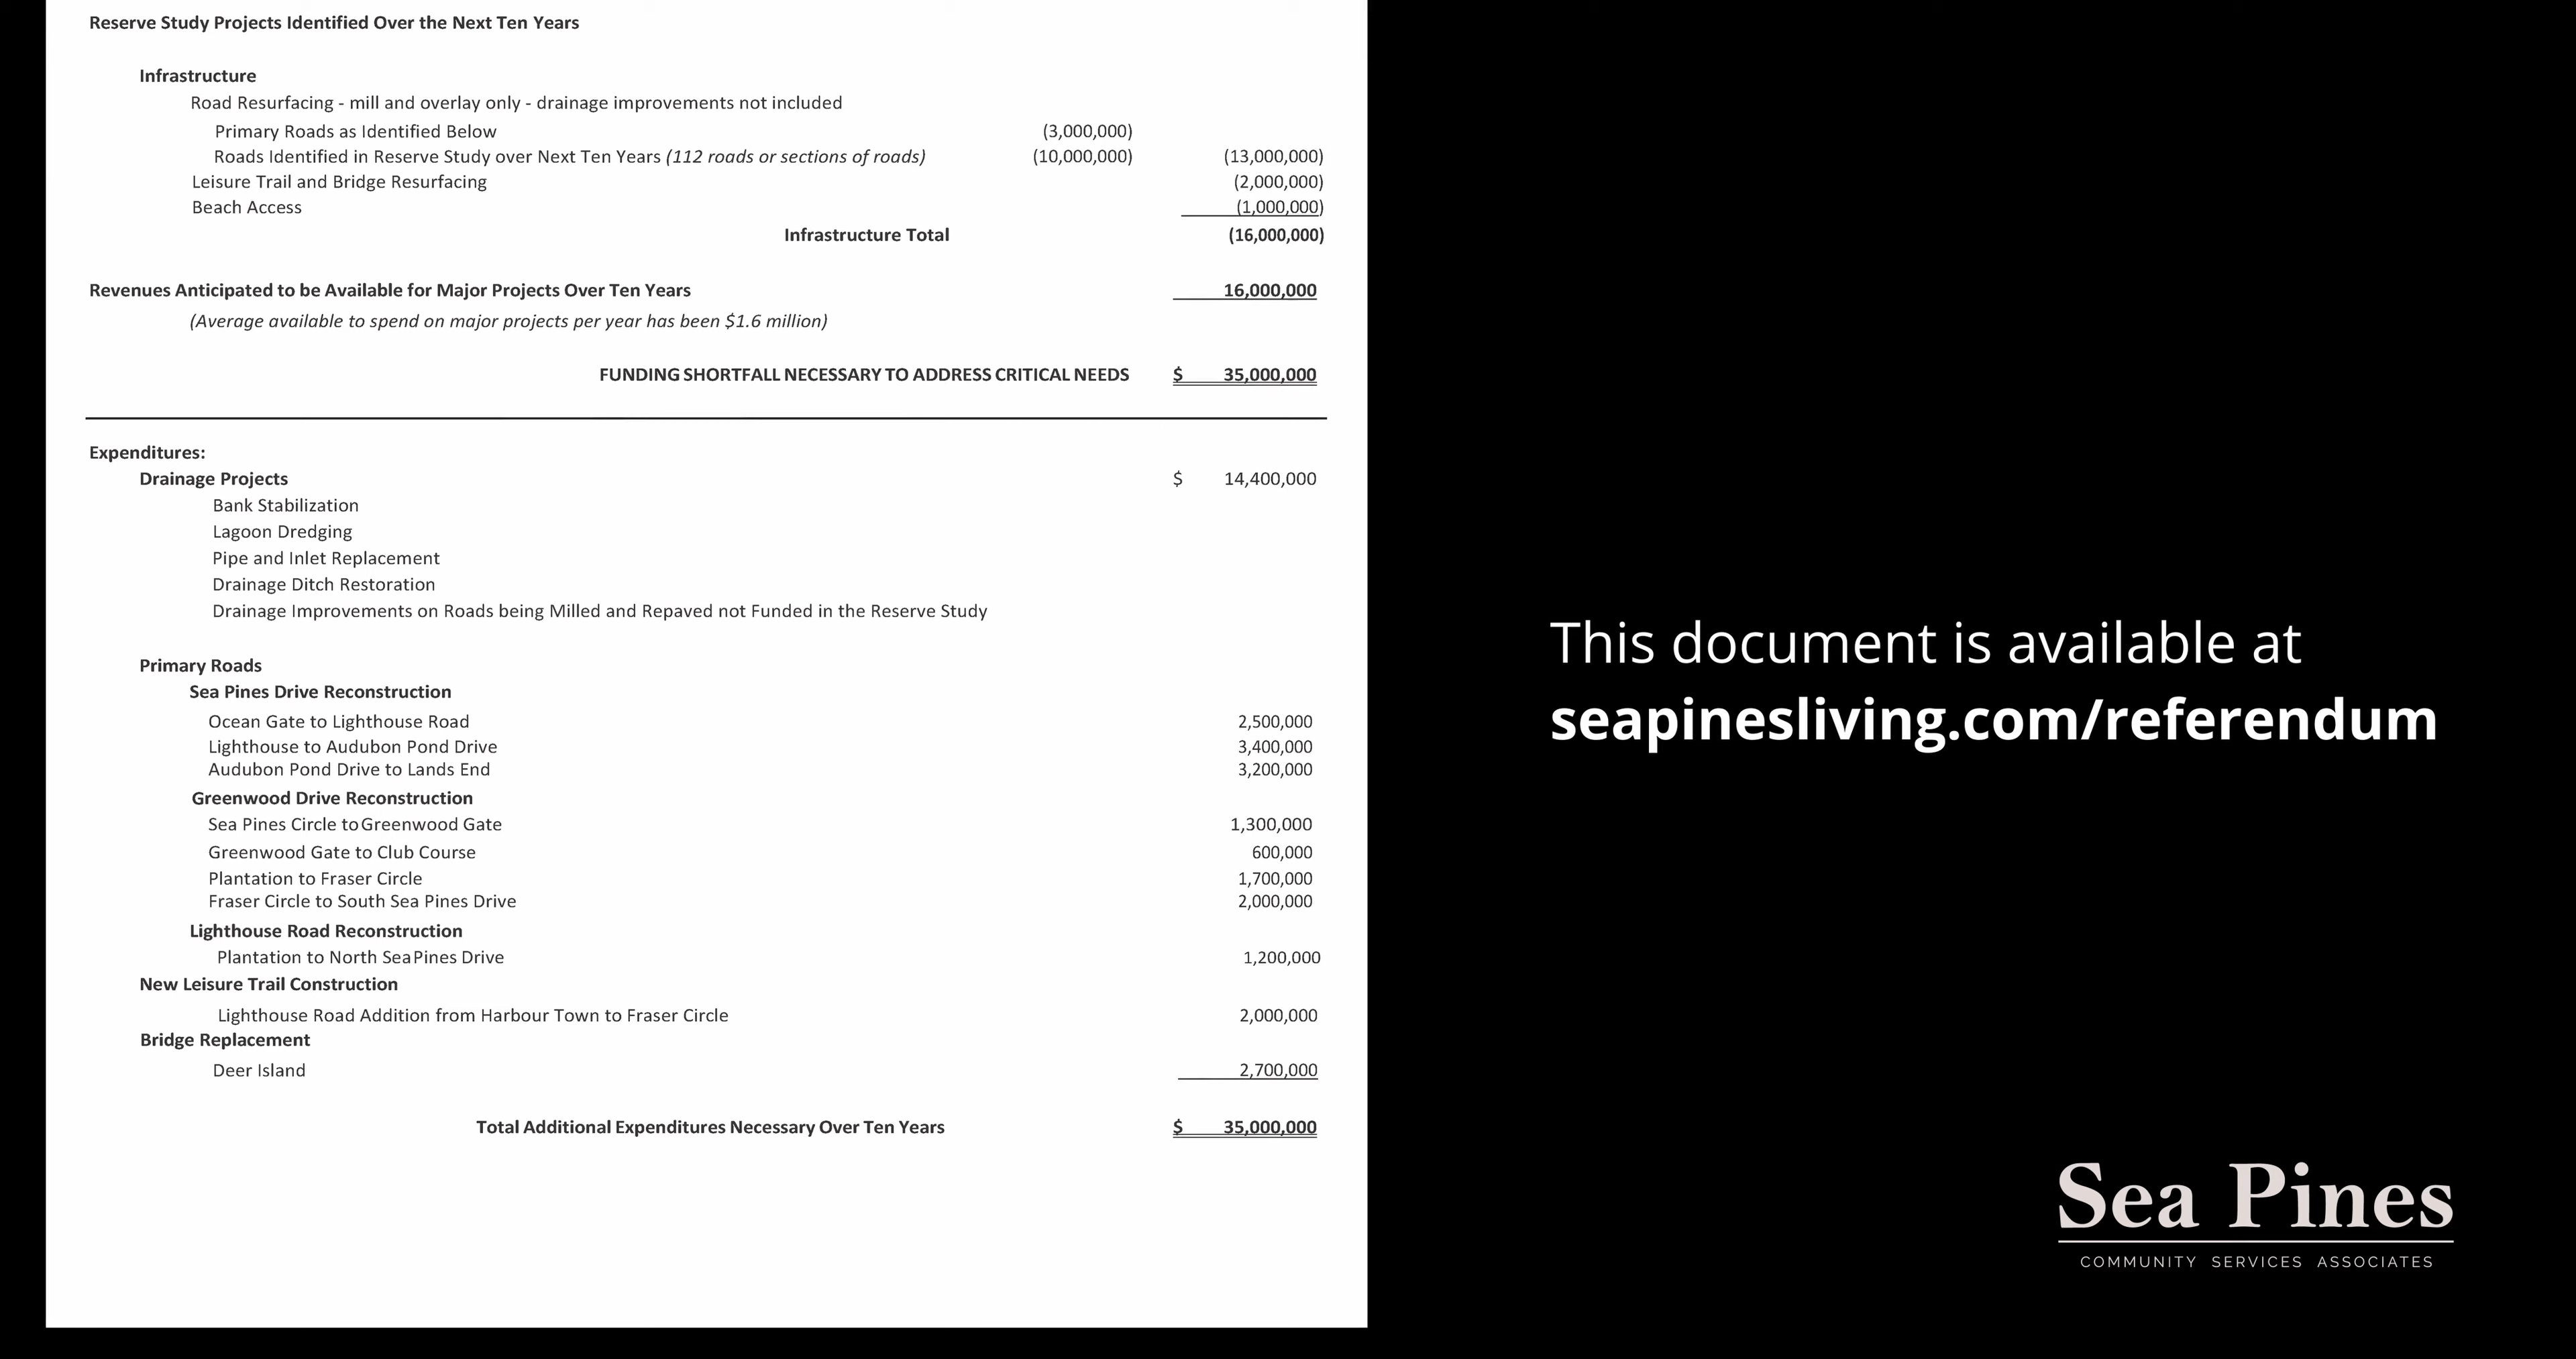 Reserve Study Projects Identified Over the Next Ten Years
Infrastructure
Road Resurfacing - mill and overlay only - drainage improvements not included
Primary Roads as Identified Below (3,000,000)
Roads Identified in Reserve Study over Next Ten Years (112 roads or sections of roads) (10,000,000) (13,000,000)
Leisure Trail and Bridge Resurfacing (2,000,000)
Beach Access (1,000,000)
Infrastructure Total (16,000,000)
Revenues Anticipated to be Available for Major Projects Over Ten Years 16,000,000
(Average available to spend on major projects per year has been $1.6 million)
FUNDING SHORTFALL NECESSARY TO ADDRESS CRITICAL NEEDS $ 35,000,000
Expenditures:
Drainage Projects $ 14,400,000
Bank Stabilization
Lagoon Dredging
Pipe and Inlet Replacement
Drainage Ditch Restoration
Drainage Improvements on Roads being Milled and Repaved not Funded in the Reserve Study
Primary Roads
Sea Pines Drive Reconstruction
Ocean Gate to Lighthouse Road 2,500,000
Lighthouse to Audubon Pond Drive 3,400,000
Audubon Pond Drive to Lands End 3,200,000
Greenwood Drive Reconstruction
Sea Pines Circle to Greenwood Gate 1,300,000
Greenwood Gate to Club Course 600,000
Plantation to Fraser Circle 1,700,000
Fraser Circle to South Sea Pines Drive 2,000,000
Lighthouse Road Reconstruction
Plantation to North Sea Pines Drive 1,200,000
New Leisure Trail Construction
Lighthouse Road Addition from Harbour Town to Fraser Circle 2,000,000
Bridge Replacement
Deer Island 2,700,000
Total Additional Expenditures Necessary Over Ten Years $ 35,000,000
This document is available at
seapinesliving.com/referendum
Sea Pines
COMMUNITY SERVICES ASSOCIATES